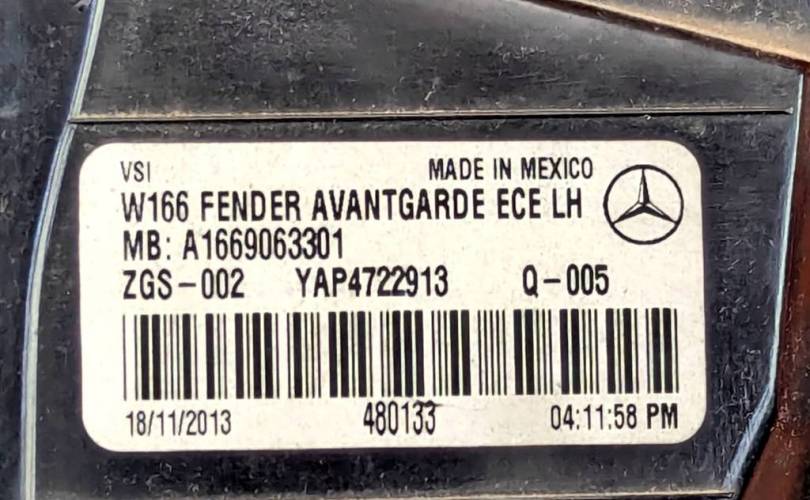 VSI MADE IN MEXICO
W166 FENDER AVANTGARDE ECE LH
MB: A1669063301
ZGS-002 YAP4722913 Q-005
18/11/2013 480133 04:11:58 PM